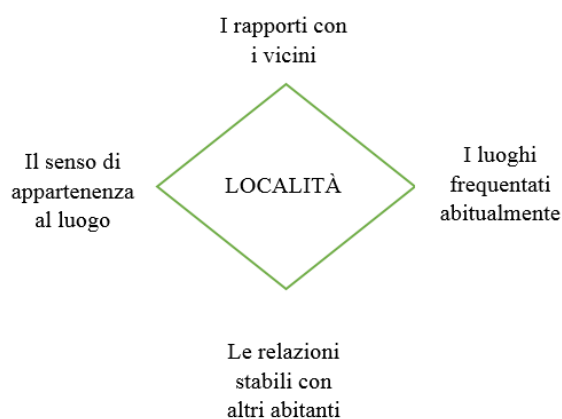 I rapporti con
i vicini
Il senso di
appartenenza
al luogo
LOCALITÀ
I luoghi
frequentati
abitualmente
Le relazioni
stabili con
altri abitanti